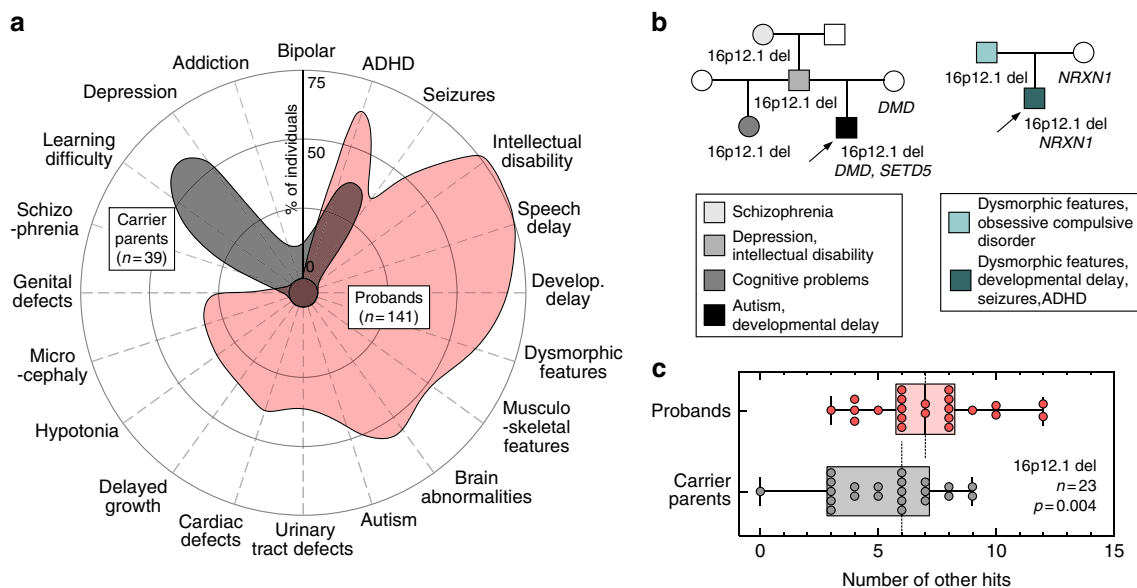 a
Bipolar
ADHD
Seizures
Intellectual
disability
Speech
delay
Develop.
delay
Dysmorphic
features
Musculo
-skeletal
features
Brain
abnormalities
Autism
Urinary
tract defects
Cardiac
defects
Delayed
growth
Hypotonia
Micro
-cephaly
Genital
defects
Schizo
-phrenia
Learning
difficulty
Depression
Addiction
75
50
0
% of individuals
Carrier
parents
(n=39)
Probands
(n=141)
b
16p12.1 del
16p12.1 del
DMD
16p12.1 del
16p12.1 del
DMD, SETD5
16p12.1 del
NRXN1
16p12.1 del
NRXN1
Schizophrenia
Depression,
intellectual disability
Cognitive problems
Autism,
developmental delay
Dysmorphic features,
obsessive compulsive
disorder
Dysmorphic features,
developmental delay,
seizures,ADHD
c
Probands
Carrier
parents
16p12.1 del
n=23
p=0.004
0
5
10
15
Number of other hits